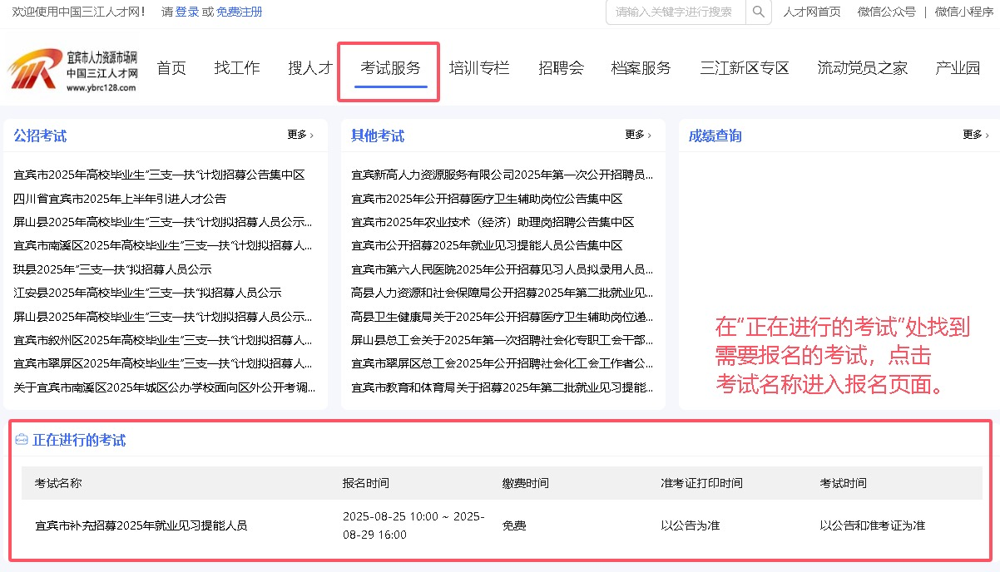 欢迎使用中国三江人才网！ 请登录 或 免费注册
请输入关键字进行搜索
人才网首页 微信公众号 | 微信小程序
宜宾市人力资源市场网
中国三江人才网
www.ybrc128.com
首页 找工作 搜人才 考试服务 培训专栏 招聘会 档案服务 三江新区专区 流动党员之家 产业园
公招考试 更多 ›
宜宾市2025年高校毕业生"三支一扶"计划招募公告集中区
四川省宜宾市2025年上半年引进人才公告
屏山县2025年高校毕业生"三支一扶"计划拟招募人员公示...
宜宾市南溪区2025年高校毕业生"三支一扶"计划拟招募人...
珙县2025年"三支一扶"拟招募人员公示
江安县2025年高校毕业生"三支一扶"拟招募人员公示
屏山县2025年高校毕业生"三支一扶"计划拟招募人员公示...
宜宾市叙州区2025年高校毕业生"三支一扶"计划拟招募人...
宜宾市翠屏区2025年高校毕业生"三支一扶"计划拟招募人...
关于宜宾市南溪区2025年城区公办学校面向区外公开考调...
其他考试 更多 ›
宜宾新高人力资源服务有限公司2025年第一次公开招聘员...
宜宾市2025年公开招募医疗卫生辅助岗位公告集中区
宜宾市2025年农业技术（经济）助理岗招聘公告集中区
宜宾市公开招募2025年就业见习提能人员公告集中区
宜宾市第六人民医院2025年公开招募见习人员拟录用人员...
高县人力资源和社会保障局公开招募2025年第二批就业见...
高县卫生健康局关于2025年公开招募医疗卫生辅助岗位递...
屏山县总工会关于2025年第一次招聘社会化专职工会干部...
宜宾市翠屏区总工会2025年公开招聘社会化工会工作者公...
宜宾市教育和体育局关于招募2025年第二批就业见习提能...
成绩查询 更多 ›
在"正在进行的考试"处找到
需要报名的考试，点击
考试名称进入报名页面。
正在进行的考试
考试名称 报名时间 缴费时间 准考证打印时间 考试时间
宜宾市补充招募2025年就业见习提能人员 2025-08-25 10:00 ~ 2025-
08-29 16:00 免费 以公告为准 以公告和准考证为准